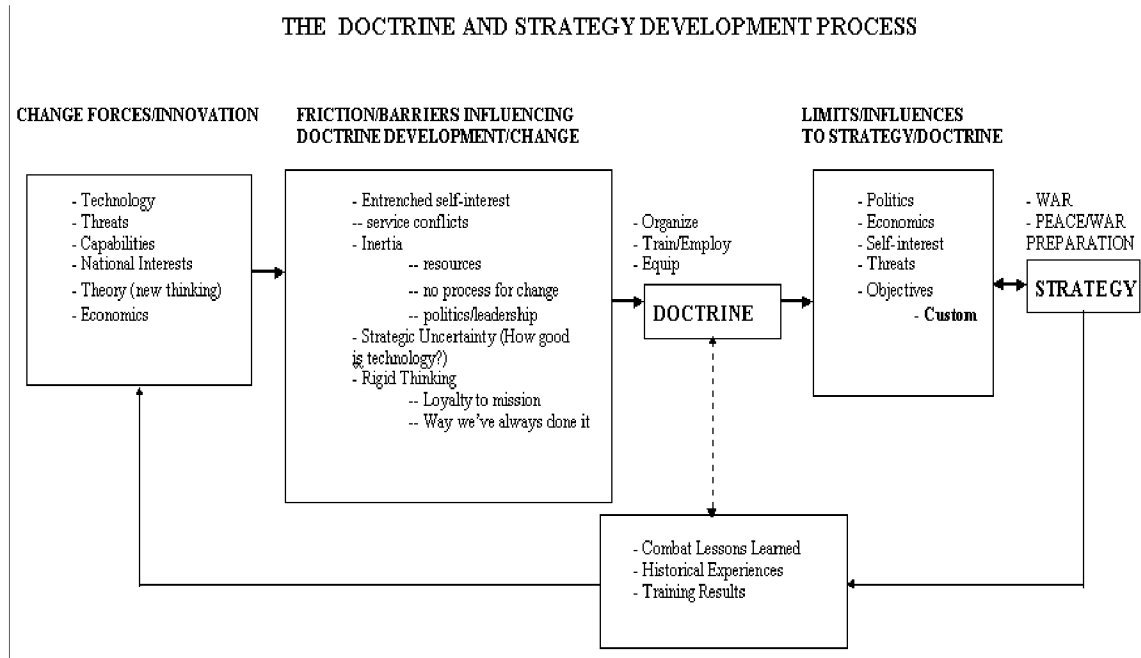 THE DOCTRINE AND STRATEGY DEVELOPMENT PROCESS
CHANGE FORCES/INNOVATION
- Technology
- Threats
- Capabilities
- National Interests
- Theory (new thinking)
- Economics
FRICTION/BARRIERS INFLUENCING
DOCTRINE DEVELOPMENT/CHANGE
- Entrenched self-interest
-- service conflicts
- Inertia
-- resources
-- no process for change
-- politics/leadership
- Strategic Uncertainty (How good
is technology?)
- Rigid Thinking
-- Loyalty to mission
-- Way we've always done it
- Organize
- Train/Employ
- Equip
DOCTRINE
LIMITS/INFLUENCES
TO STRATEGY/DOCTRINE
- Politics
- Economics
- Self-interest
- Threats
- Objectives
- Custom
- WAR
- PEACE/WAR
PREPARATION
STRATEGY
- Combat Lessons Learned
- Historical Experiences
- Training Results